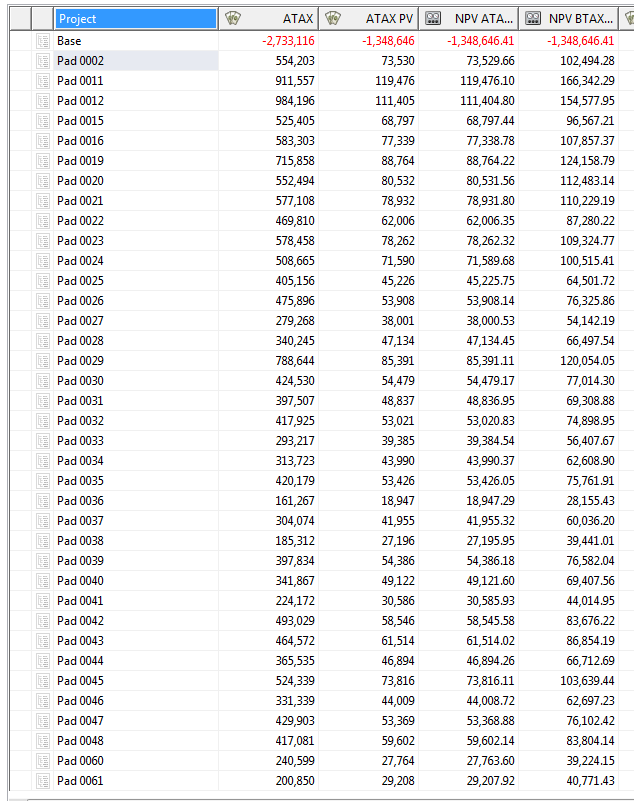 Project ATAX ATAX PV NPV ATA... NPV BTAX...
Base -2,733,116 -1,348,646 -1,348,646.41 -1,348,646.41
Pad 0002 554,203 73,530 73,529.66 102,494.28
Pad 0011 911,557 119,476 119,476.10 166,342.29
Pad 0012 984,196 111,405 111,404.80 154,577.95
Pad 0015 525,405 68,797 68,797.44 96,567.21
Pad 0016 583,303 77,339 77,338.78 107,857.37
Pad 0019 715,858 88,764 88,764.22 124,158.79
Pad 0020 552,494 80,532 80,531.56 112,483.14
Pad 0021 577,108 78,932 78,931.80 110,229.19
Pad 0022 469,810 62,006 62,006.35 87,280.22
Pad 0023 578,458 78,262 78,262.32 109,324.77
Pad 0024 508,665 71,590 71,589.68 100,515.41
Pad 0025 405,156 45,226 45,225.75 64,501.72
Pad 0026 475,896 53,908 53,908.14 76,325.86
Pad 0027 279,268 38,001 38,000.53 54,142.19
Pad 0028 340,245 47,134 47,134.45 66,497.54
Pad 0029 788,644 85,391 85,391.11 120,054.05
Pad 0030 424,530 54,479 54,479.17 77,014.30
Pad 0031 397,507 48,837 48,836.95 69,308.88
Pad 0032 417,925 53,021 53,020.83 74,898.95
Pad 0033 293,217 39,385 39,384.54 56,407.67
Pad 0034 313,723 43,990 43,990.37 62,608.90
Pad 0035 420,179 53,426 53,426.05 75,761.91
Pad 0036 161,267 18,947 18,947.29 28,155.43
Pad 0037 304,074 41,955 41,955.32 60,036.20
Pad 0038 185,312 27,196 27,195.95 39,441.01
Pad 0039 397,834 54,386 54,386.18 76,582.04
Pad 0040 341,867 49,122 49,121.60 69,407.56
Pad 0041 224,172 30,586 30,585.93 44,014.95
Pad 0042 493,029 58,546 58,545.58 83,676.22
Pad 0043 464,572 61,514 61,514.02 86,854.19
Pad 0044 365,535 46,894 46,894.26 66,712.69
Pad 0045 524,339 73,816 73,816.11 103,639.44
Pad 0046 331,339 44,009 44,008.72 62,697.23
Pad 0047 429,903 53,369 53,368.88 76,102.42
Pad 0048 417,081 59,602 59,602.14 83,804.14
Pad 0060 240,599 27,764 27,763.60 39,224.15
Pad 0061 200,850 29,208 29,207.92 40,771.43